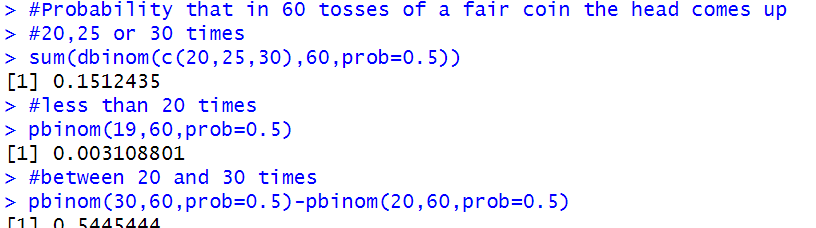 > #Probability that in 60 tosses of a fair coin the head comes up
> #20,25 or 30 times
> sum(dbinom(c(20,25,30),60,prob=0.5))
[1] 0.1512435
> #less than 20 times
> pbinom(19,60,prob=0.5)
[1] 0.003108801
> #between 20 and 30 times
> pbinom(30,60,prob=0.5)-pbinom(20,60,prob=0.5)
[1] 0.5445444